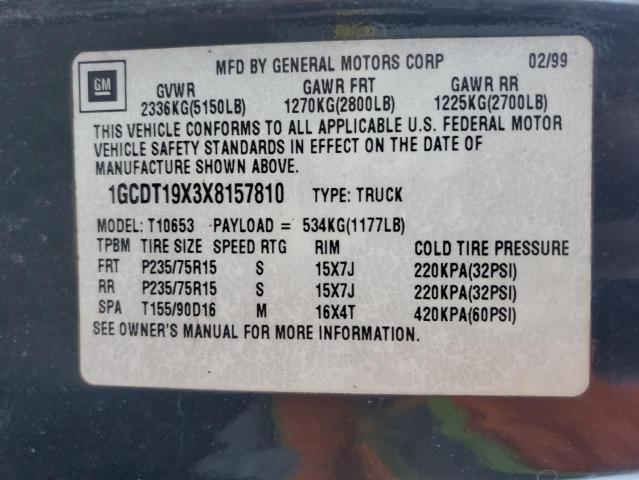 MFD BY GENERAL MOTORS CORP 02/99
GM
GVWR GAWR FRT GAWR RR
2336KG(5150LB) 1270KG(2800LB) 1225KG(2700LB)
THIS VEHICLE CONFORMS TO ALL APPLICABLE U.S. FEDERAL MOTOR
VEHICLE SAFETY STANDARDS IN EFFECT ON THE DATE OF
MANUFACTURE SHOWN ABOVE.
1GCDT19X3X8157810 TYPE: TRUCK
MODEL: T10653 PAYLOAD = 534KG(1177LB)
TPBM TIRE SIZE SPEED RTG RIM COLD TIRE PRESSURE
FRT P235/75R15 S 15X7J 220KPA(32PSI)
RR P235/75R15 S 15X7J 220KPA(32PSI)
SPA T155/90D16 M 16X4T 420KPA(60PSI)
SEE OWNER'S MANUAL FOR MORE INFORMATION.